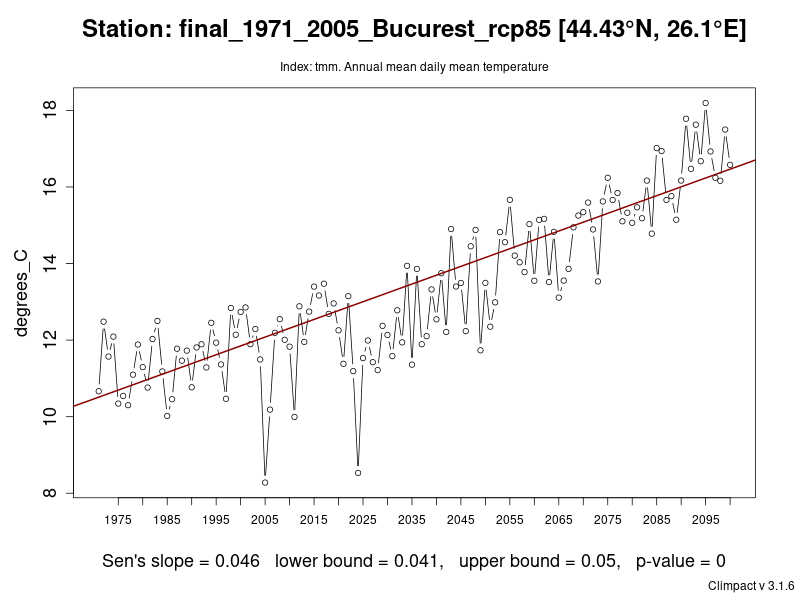 Station: final_1971_2005_Bucurest_rcp85 [44.43°N, 26.1°E]
Index: tmm. Annual mean daily mean temperature
degrees_C
18
16
14
12
10
8
1975 1985 1995 2005 2015 2025 2035 2045 2055 2065 2075 2085 2095
Sen's slope = 0.046 lower bound = 0.041, upper bound = 0.05, p-value = 0
Climpact v 3.1.6